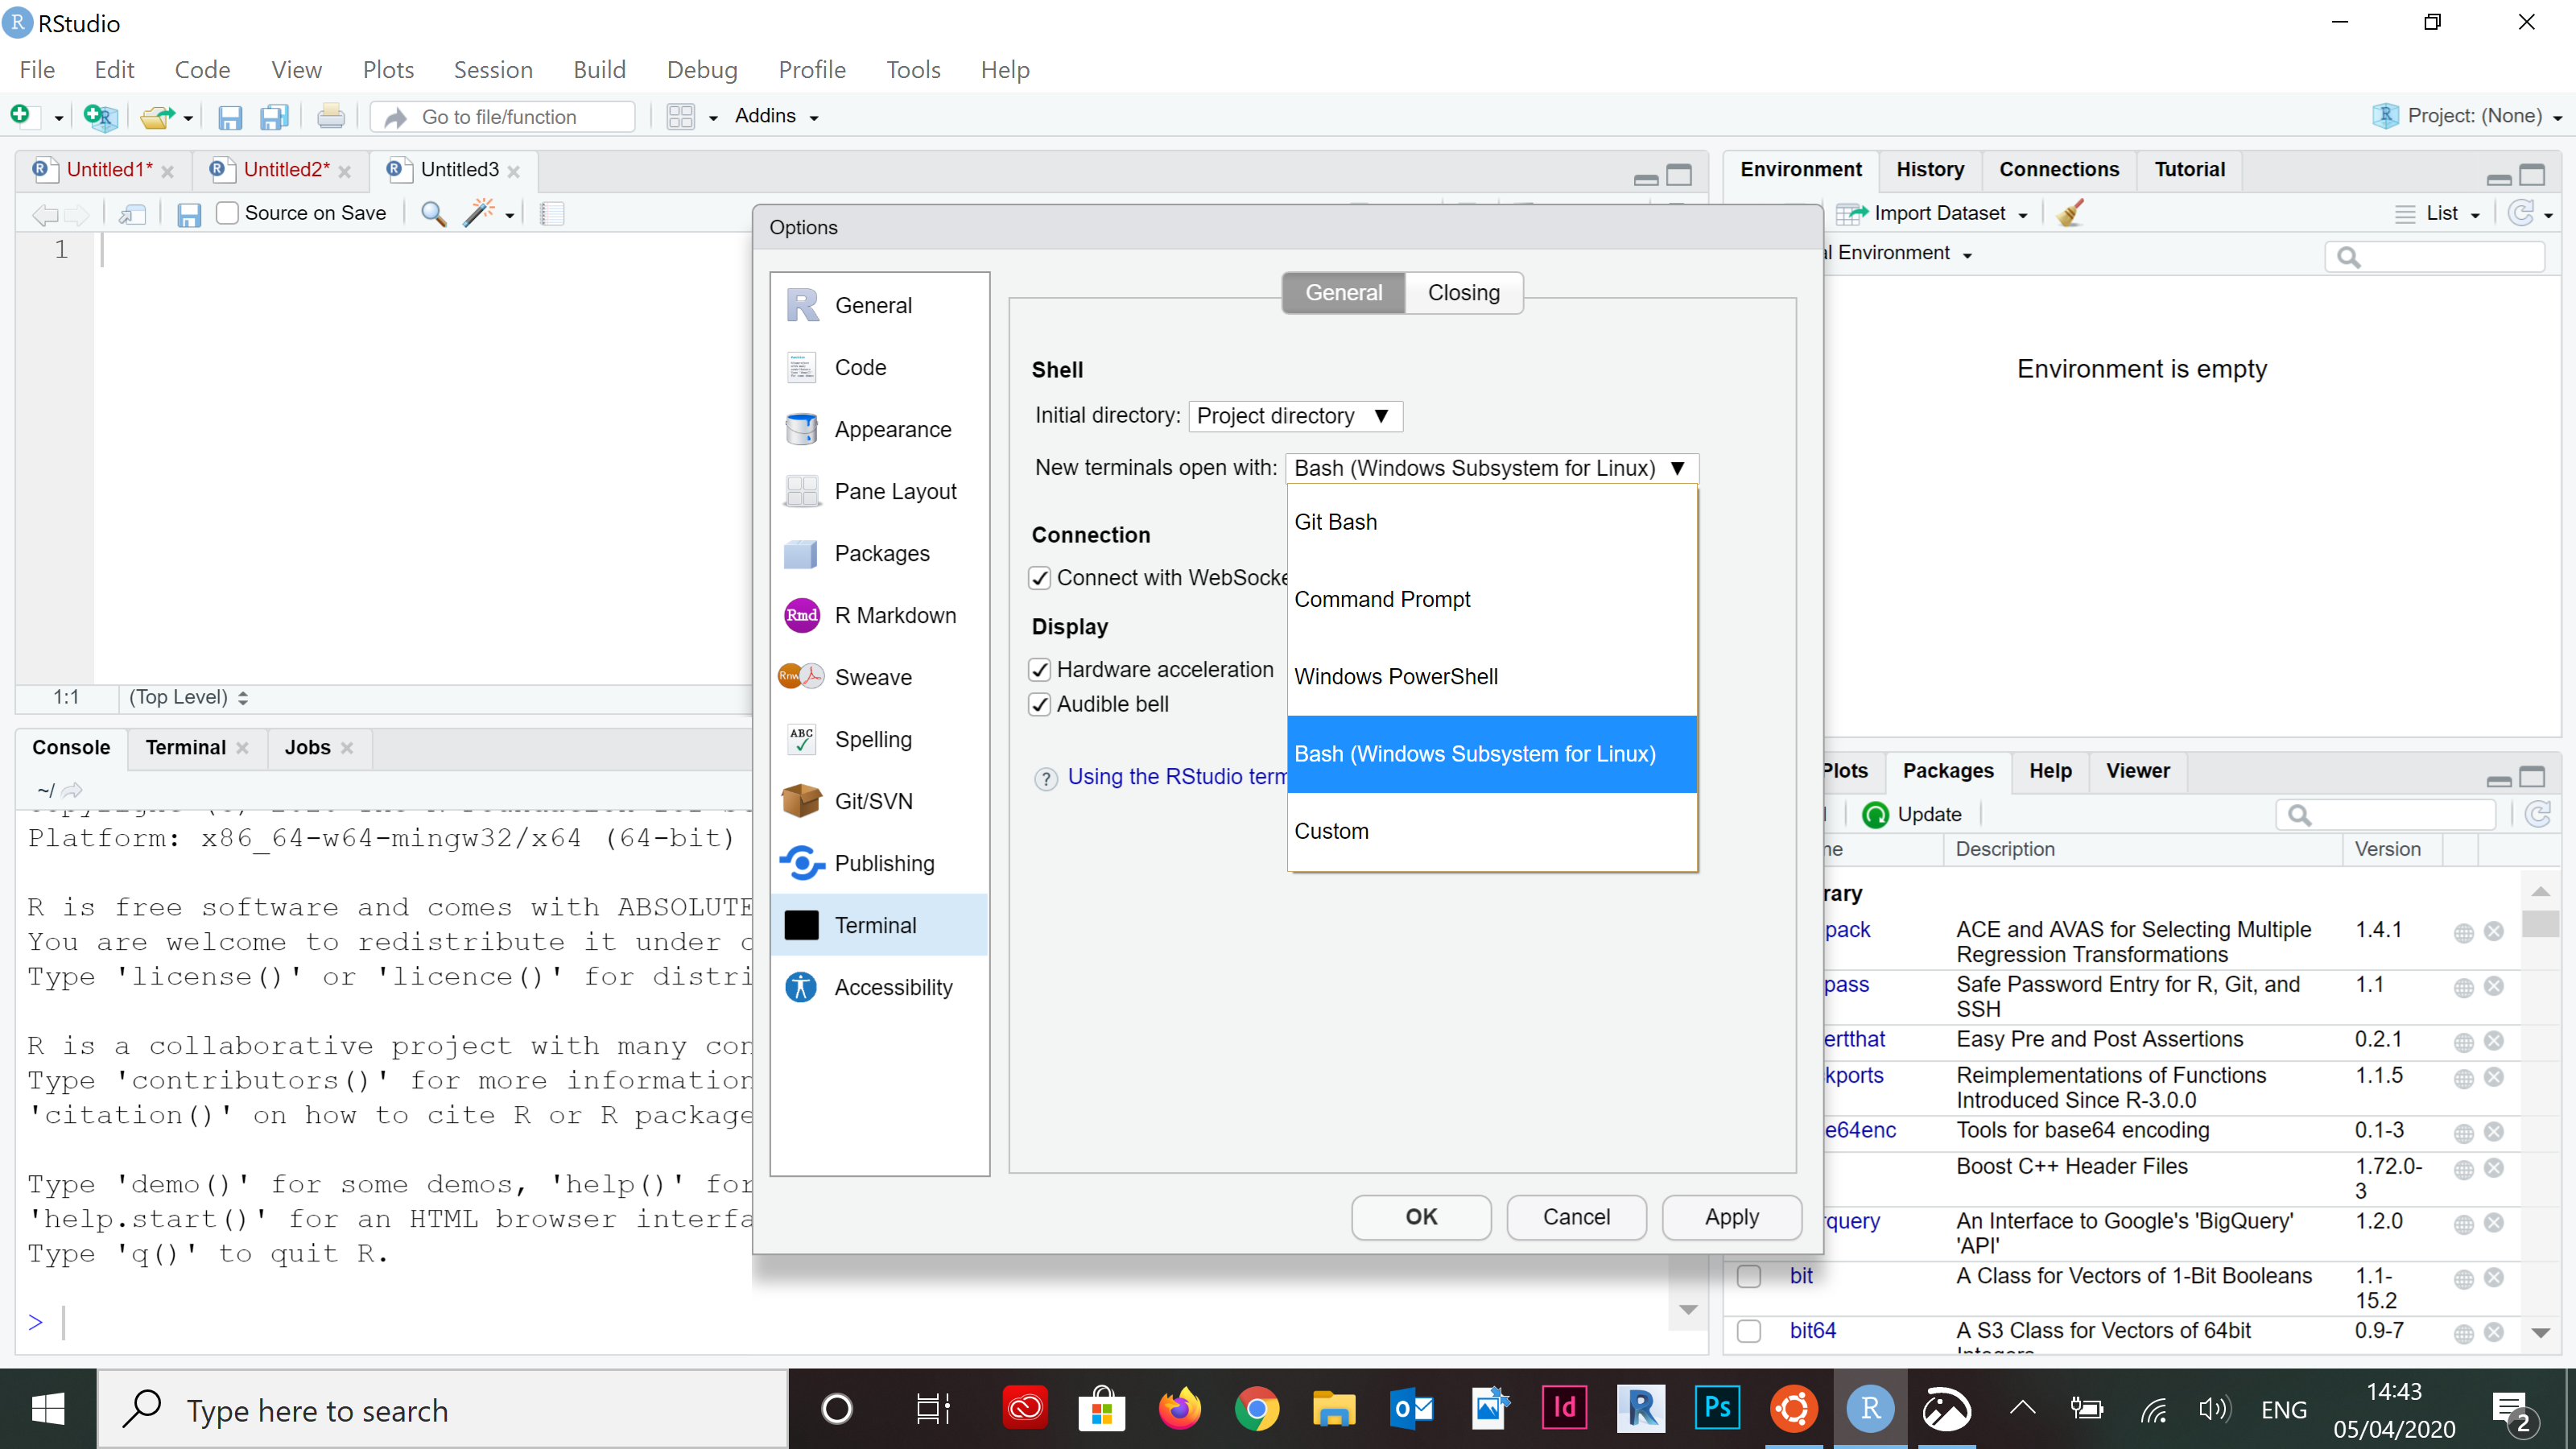 RStudio
File Edit Code View Plots Session Build Debug Profile Tools Help
Go to file/function Addins Project: (None)
Untitled1* Untitled2* Untitled3
Source on Save
1
1:1 (Top Level)
Environment History Connections Tutorial
Import Dataset List
Environment
Environment is empty
Options
General
Code
Appearance
Pane Layout
Packages
R Markdown
Sweave
Spelling
Git/SVN
Publishing
Terminal
Accessibility
General Closing
Shell
Initial directory: Project directory
New terminals open with: Bash (Windows Subsystem for Linux)
Git Bash
Command Prompt
Windows PowerShell
Bash (Windows Subsystem for Linux)
Custom
Connection
Connect with WebSocke
Display
Hardware acceleration
Audible bell
? Using the RStudio term
OK Cancel Apply
Console Terminal Jobs
~/
Platform: x86_64-w64-mingw32/x64 (64-bit)
R is free software and comes with ABSOLUTE
You are welcome to redistribute it under c
Type 'license()' or 'licence()' for distri
R is a collaborative project with many con
Type 'contributors()' for more information
'citation()' on how to cite R or R package
Type 'demo()' for some demos, 'help()' for
'help.start()' for an HTML browser interfa
Type 'q()' to quit R.
>
Plots Packages Help Viewer
Update
me Description Version
rary
pack ACE and AVAS for Selecting Multiple 1.4.1
Regression Transformations
pass Safe Password Entry for R, Git, and 1.1
SSH
ertthat Easy Pre and Post Assertions 0.2.1
kports Reimplementations of Functions 1.1.5
Introduced Since R-3.0.0
e64enc Tools for base64 encoding 0.1-3
Boost C++ Header Files 1.72.0-
3
rquery An Interface to Google's 'BigQuery' 1.2.0
'API'
bit A Class for Vectors of 1-Bit Booleans 1.1-
15.2
bit64 A S3 Class for Vectors of 64bit 0.9-7
Type here to search
Id R Ps R ENG 14:43
05/04/2020 2